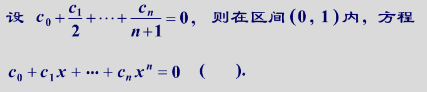 设 c₀ + c₁/2 + ⋯ + cₙ/(n+1) = 0, 则在区间(0, 1)内, 方程
c₀ + c₁x + ⋯ + cₙxⁿ = 0 ( ).